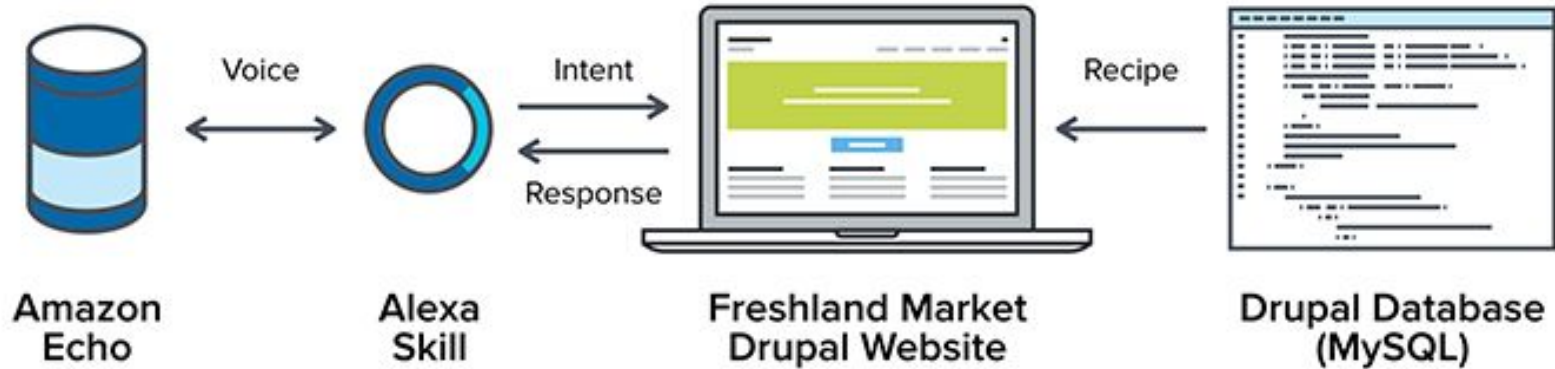 Voice
Intent
Response
Recipe
Amazon
Echo
Alexa
Skill
Freshland Market
Drupal Website
Drupal Database
(MySQL)